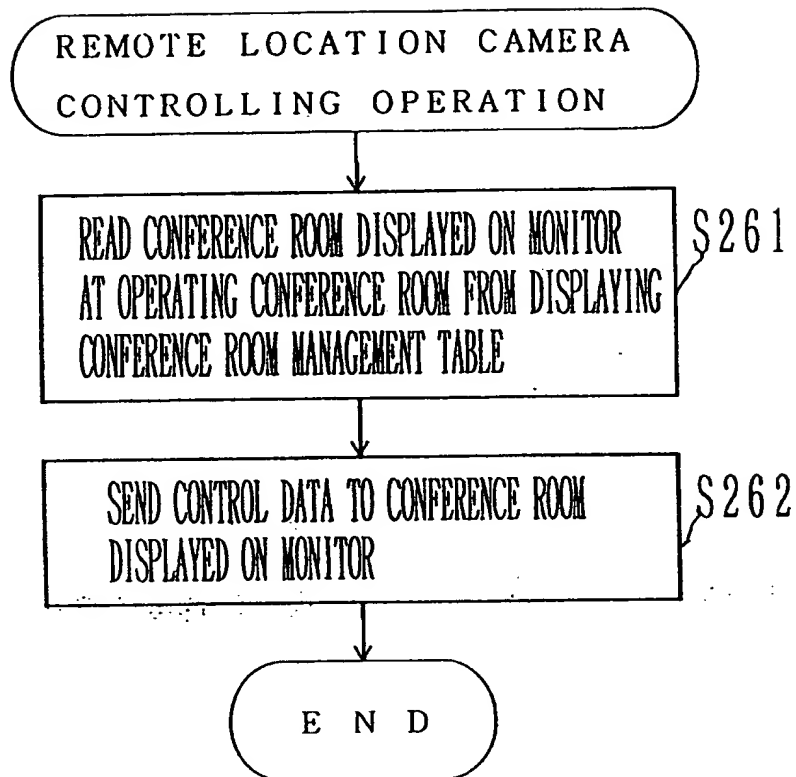 REMOTE LOCATION CAMERA
CONTROLLING OPERATION
READ CONFERENCE ROOM DISPLAYED ON MONITOR
AT OPERATING CONFERENCE ROOM FROM DISPLAYING
CONFERENCE ROOM MANAGEMENT TABLE
S261
SEND CONTROL DATA TO CONFERENCE ROOM
DISPLAYED ON MONITOR
S262
END